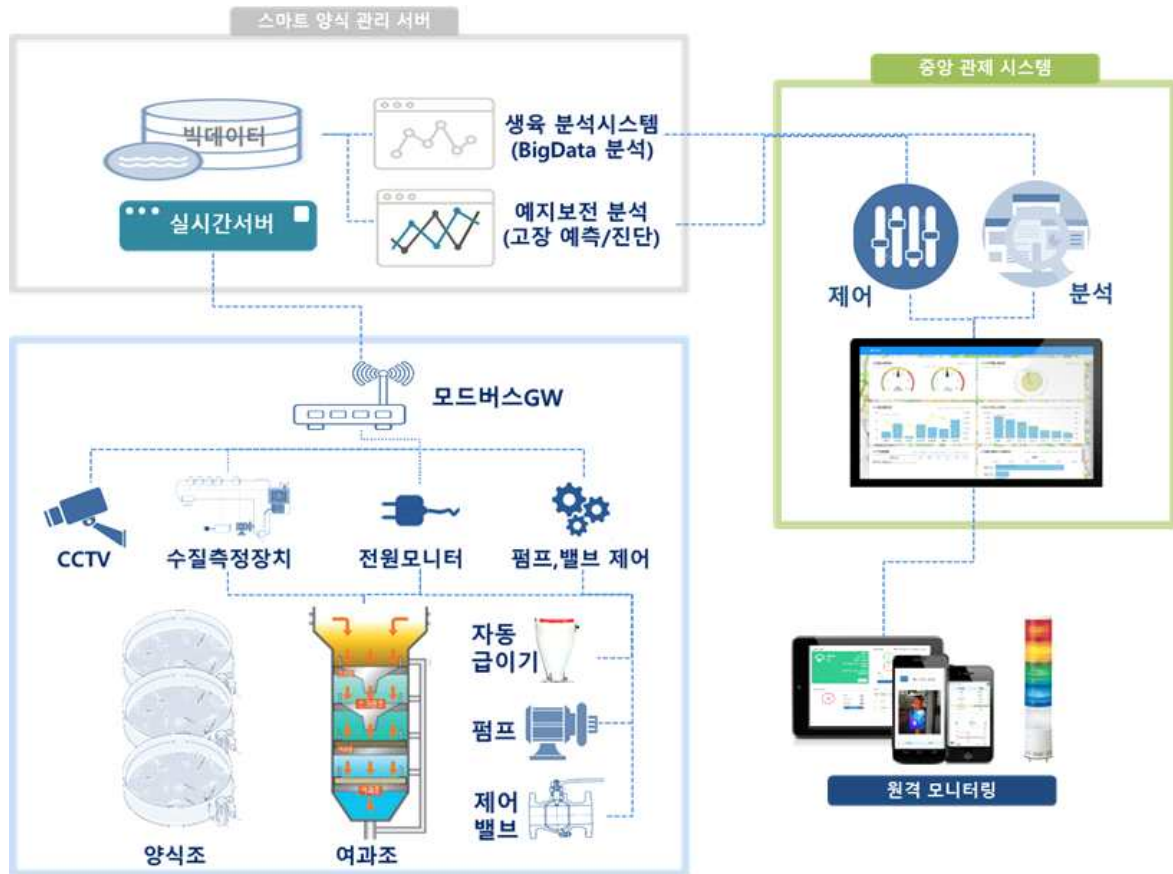 스마트 양식 관리 서버
빅데이터
실시간서버
생육 분석시스템
(BigData 분석)
예지보전 분석
(고장 예측/진단)
중앙 관제 시스템
제어
분석
모드버스GW
CCTV
수질측정장치
전원모니터
펌프,밸브 제어
자동
급이기
펌프
제어
밸브
양식조
여과조
원격 모니터링